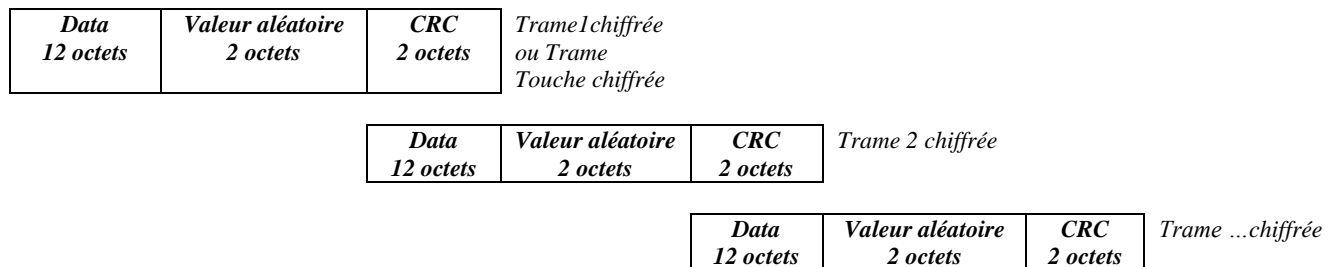 Data Valeur aléatoire CRC Trame1chiffrée
12 octets 2 octets 2 octets ou Trame
Touche chiffrée
Data Valeur aléatoire CRC Trame 2 chiffrée
12 octets 2 octets 2 octets
Data Valeur aléatoire CRC Trame …chiffrée
12 octets 2 octets 2 octets